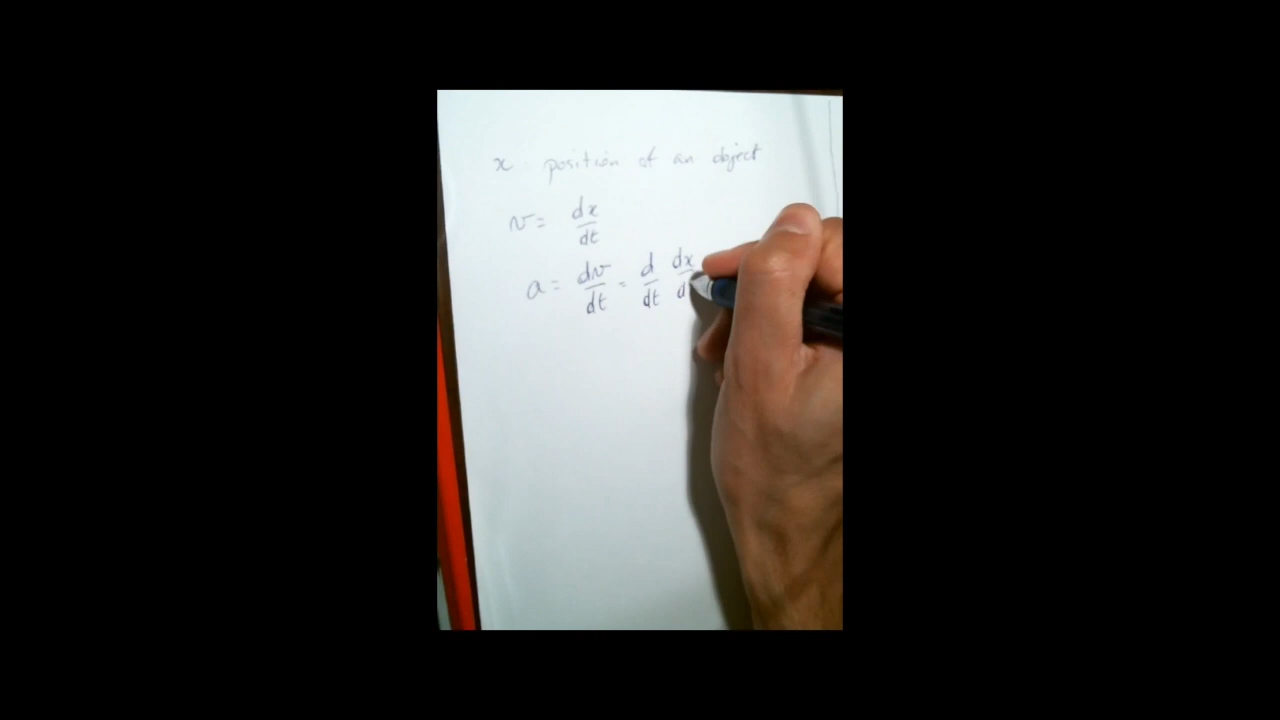 x position of an object
v = dx/dt
a = dv/dt = d/dt dx/d